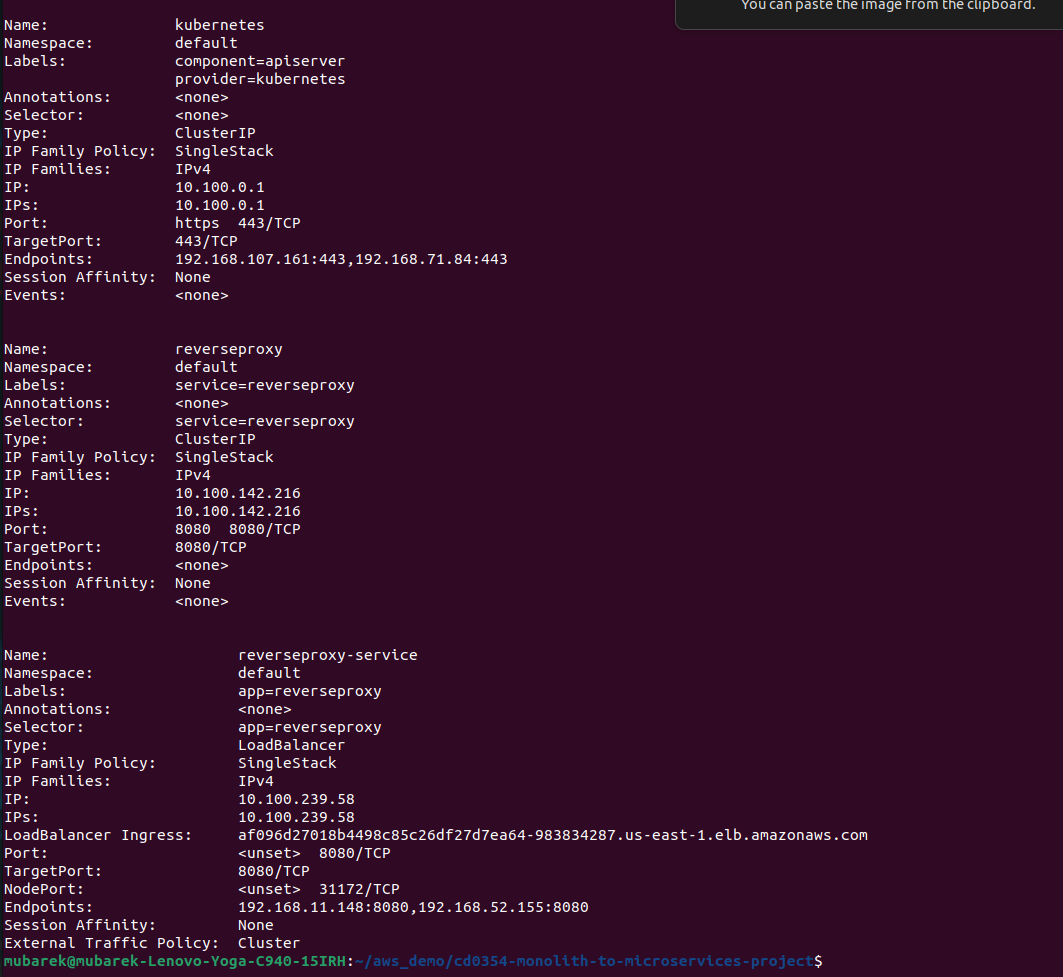 You can paste the image from the clipboard.
Name:              kubernetes
Namespace:         default
Labels:            component=apiserver
                   provider=kubernetes
Annotations:       <none>
Selector:          <none>
Type:              ClusterIP
IP Family Policy:  SingleStack
IP Families:       IPv4
IP:                10.100.0.1
IPs:               10.100.0.1
Port:              https  443/TCP
TargetPort:        443/TCP
Endpoints:         192.168.107.161:443,192.168.71.84:443
Session Affinity:  None
Events:            <none>
Name:              reverseproxy
Namespace:         default
Labels:            service=reverseproxy
Annotations:       <none>
Selector:          service=reverseproxy
Type:              ClusterIP
IP Family Policy:  SingleStack
IP Families:       IPv4
IP:                10.100.142.216
IPs:               10.100.142.216
Port:              8080  8080/TCP
TargetPort:        8080/TCP
Endpoints:         <none>
Session Affinity:  None
Events:            <none>
Name:                     reverseproxy-service
Namespace:                default
Labels:                   app=reverseproxy
Annotations:              <none>
Selector:                 app=reverseproxy
Type:                     LoadBalancer
IP Family Policy:         SingleStack
IP Families:              IPv4
IP:                       10.100.239.58
IPs:                      10.100.239.58
LoadBalancer Ingress:     af096d27018b4498c85c26df27d7ea64-983834287.us-east-1.elb.amazonaws.com
Port:                     <unset>  8080/TCP
TargetPort:               8080/TCP
NodePort:                 <unset>  31172/TCP
Endpoints:                192.168.11.148:8080,192.168.52.155:8080
Session Affinity:         None
External Traffic Policy:  Cluster
mubarek@mubarek-Lenovo-Yoga-C940-15IRH:~/aws_demo/cd0354-monolith-to-microservices-project$